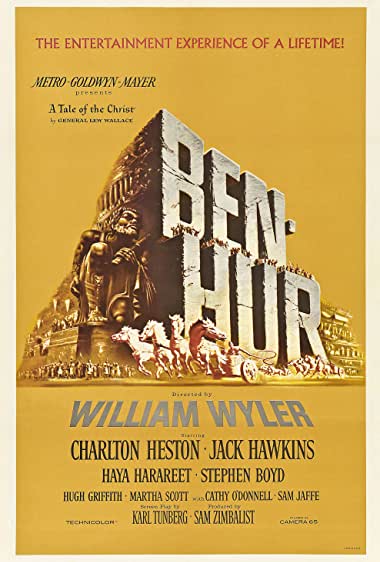 THE ENTERTAINMENT EXPERIENCE OF A LIFETIME!
METRO-GOLDWYN-MAYER
presents
A Tale of the Christ
by GENERAL LEW WALLACE
BEN-
HUR
Directed by
WILLIAM WYLER
Starring
CHARLTON HESTON · JACK HAWKINS
HAYA HARAREET · STEPHEN BOYD
HUGH GRIFFITH · MARTHA SCOTT with CATHY O'DONNELL · SAM JAFFE
Screen Play by Produced by
TECHNICOLOR® KARL TUNBERG · SAM ZIMBALIST
CAMERA 65